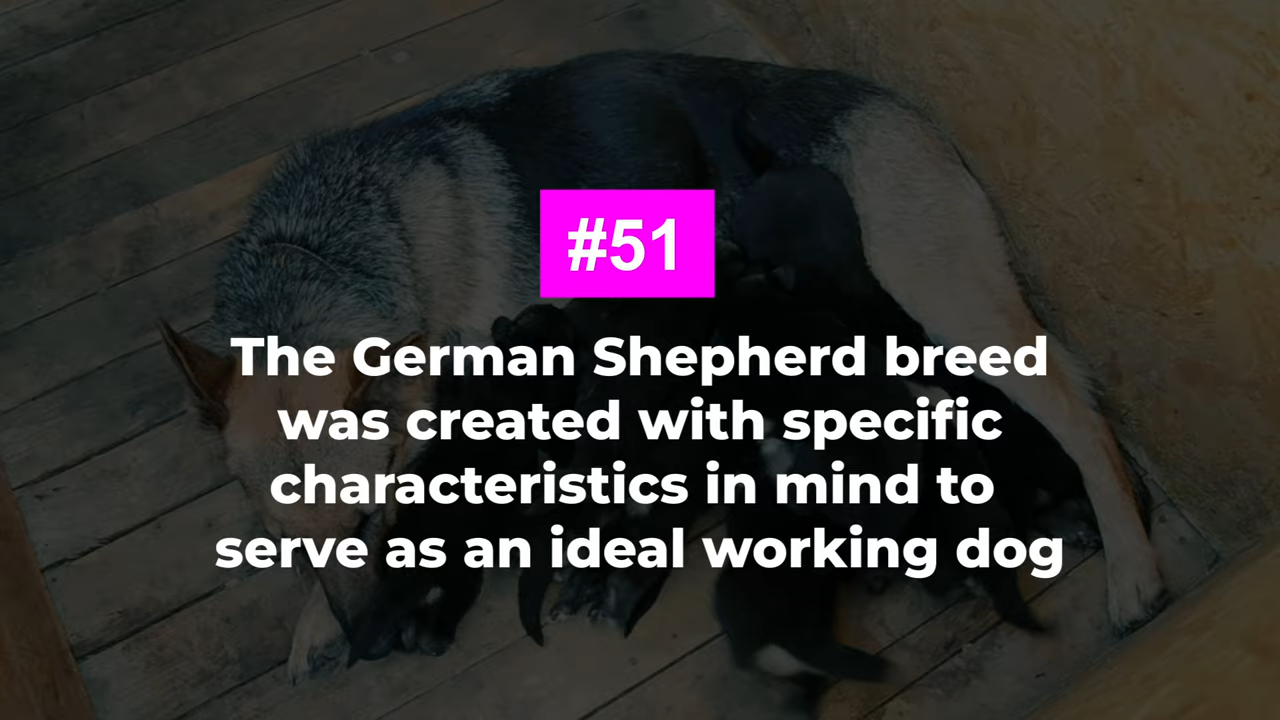 #51
The German Shepherd breed
was created with specific
characteristics in mind to
serve as an ideal working dog